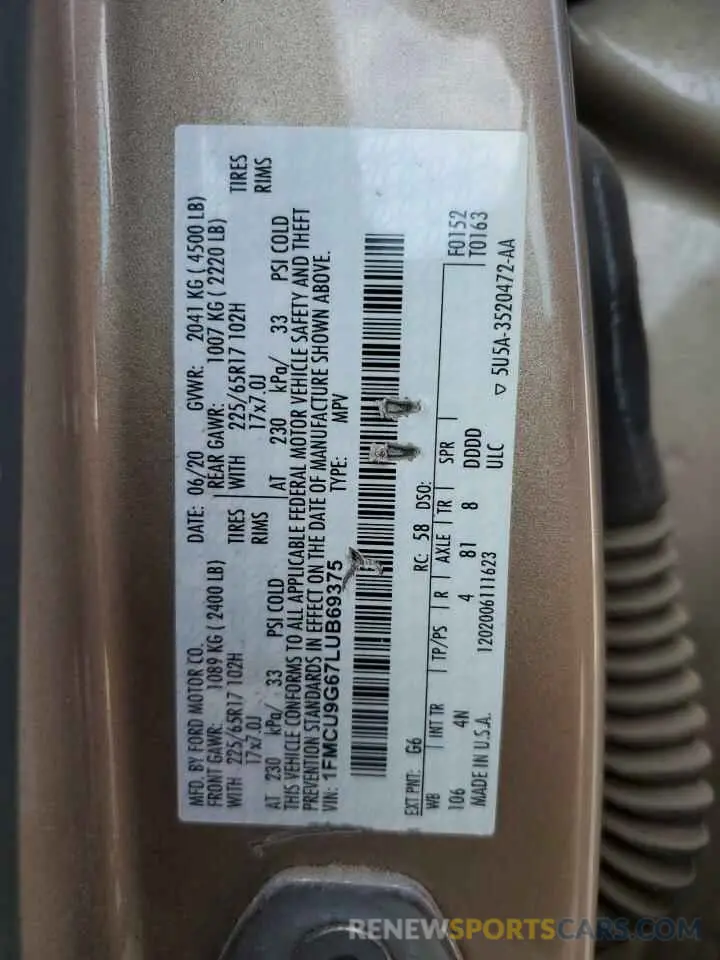 MFD. BY FORD MOTOR CO. DATE: 06/20 GVWR: 2041 KG ( 4500 LB)
FRONT GAWR: 1089 KG ( 2400 LB) REAR GAWR: 1007 KG ( 2220 LB)
WITH 225/65R17 102H TIRES WITH 225/65R17 102H TIRES
17x7.0J RIMS 17x7.0J RIMS
AT 230 kPa/ 33 PSI COLD AT 230 kPa/ 33 PSI COLD
THIS VEHICLE CONFORMS TO ALL APPLICABLE FEDERAL MOTOR VEHICLE SAFETY AND THEFT
PREVENTION STANDARDS IN EFFECT ON THE DATE OF MANUFACTURE SHOWN ABOVE.
VIN: 1FMCU9G67LUB69375 TYPE: MPV
EXT PNT: G6 RC: 58 DSO: F0152
WB INT TR TP/PS R AXLE TR SPR T0163
106 4N 4 81 8 DDDD
MADE IN U.S.A. 1202006111623 ULC
5U5A-3520472-AA
RENEWSPORTSCARS.COM